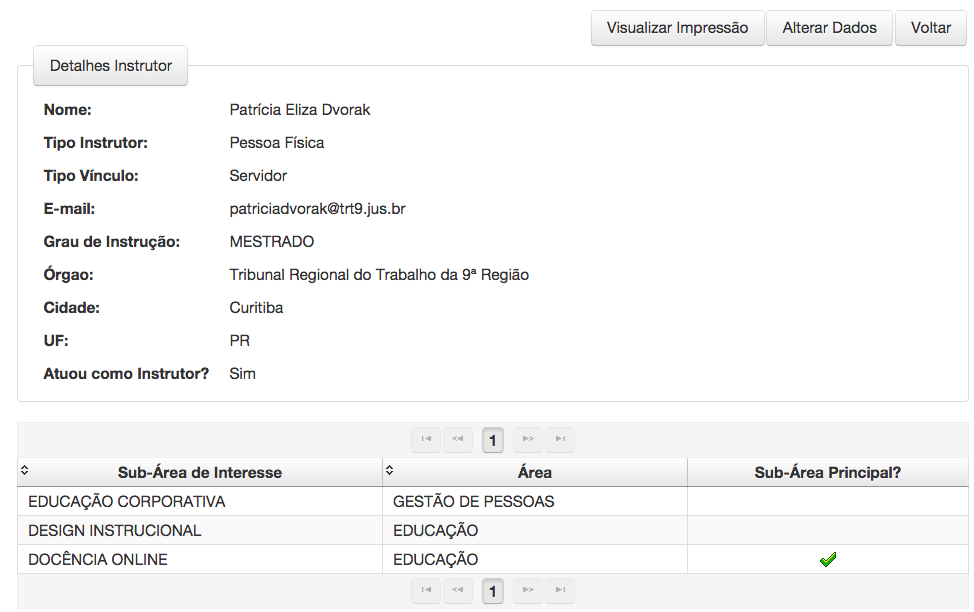 Visualizar Impressão Alterar Dados Voltar
Detalhes Instrutor
Nome: Patrícia Eliza Dvorak
Tipo Instrutor: Pessoa Física
Tipo Vínculo: Servidor
E-mail: patriciadvorak@trt9.jus.br
Grau de Instrução: MESTRADO
Órgao: Tribunal Regional do Trabalho da 9ª Região
Cidade: Curitiba
UF: PR
Atuou como Instrutor? Sim
1
Sub-Área de Interesse Área Sub-Área Principal?
EDUCAÇÃO CORPORATIVA GESTÃO DE PESSOAS
DESIGN INSTRUCIONAL EDUCAÇÃO
DOCÊNCIA ONLINE EDUCAÇÃO
1